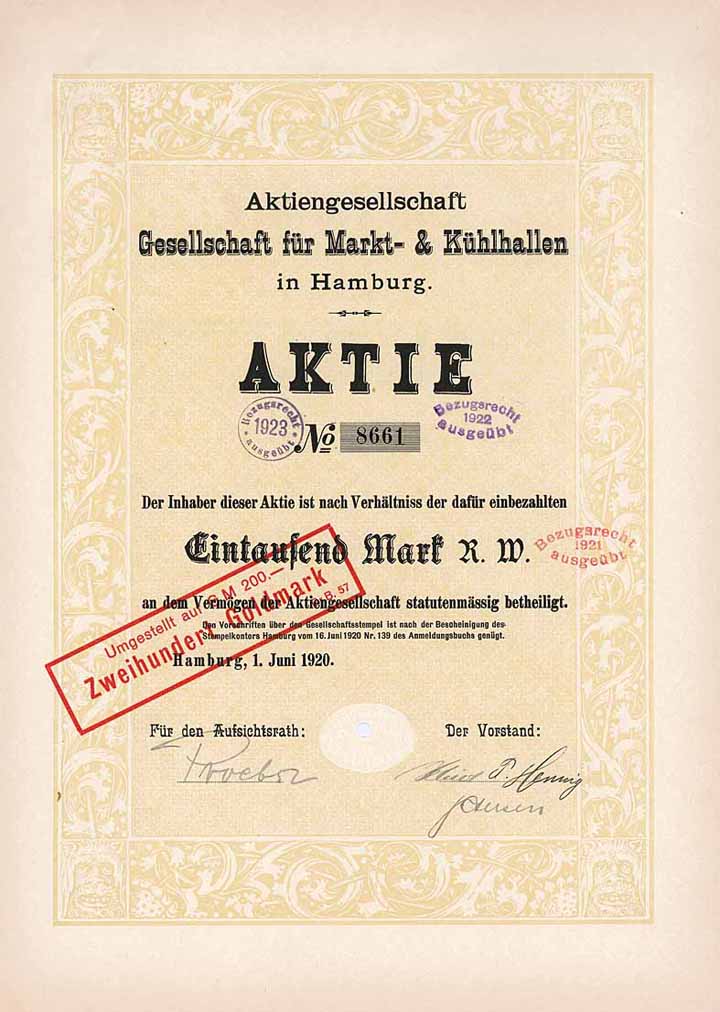 Aktiengesellschaft
Gesellschaft für Markt- & Kühlhallen
in Hamburg.
AKTIE
Bezugsrecht
1923
ausgeübt
No 8661
Bezugsrecht
1922
ausgeübt
Der Inhaber dieser Aktie ist nach Verhältniss der dafür einbezahlten
Eintausend Mark R. W.
Bezugsrecht
1921
ausgeübt
an dem Vermögen der Aktiengesellschaft statutenmässig betheiligt.
Den Vorschriften über den Gesellschaftsstempel ist nach der Bescheinigung des
Stempelkontors Hamburg vom 16. Juni 1920 Nr. 139 des Anmeldungsbuchs genügt.
Hamburg, 1. Juni 1920.
Umgestellt auf G M 200.—
Zweihundert Goldmark
B. 57
Für den Aufsichtsrath:
Der Vorstand:
Hennig